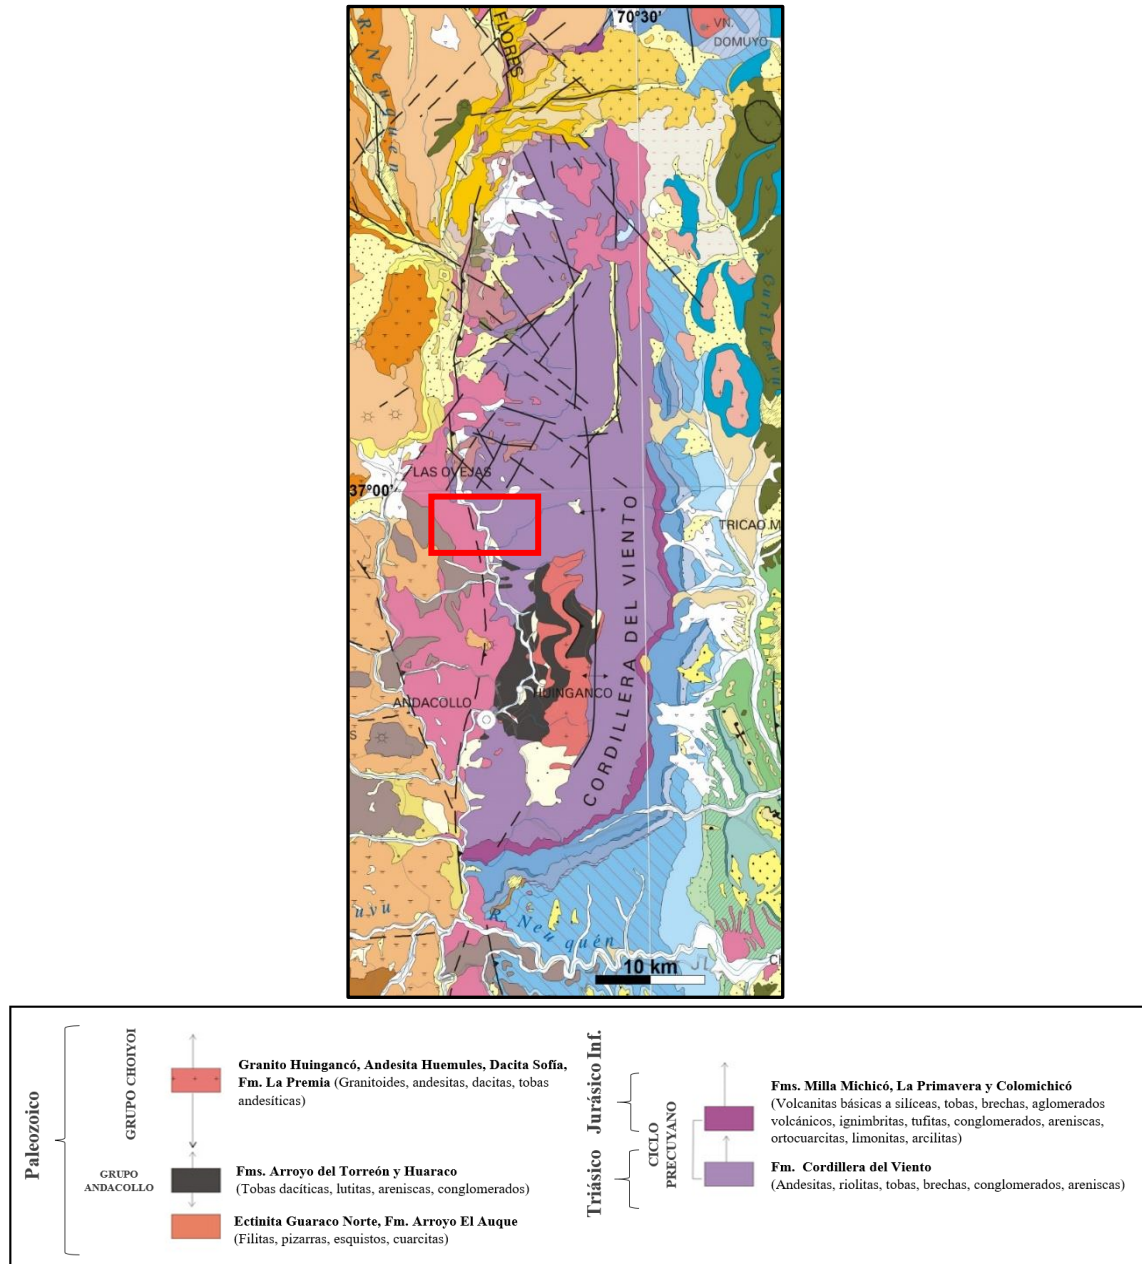 70°30'
VN.
DOMUYO
R. Neuquen
FLORES
A. Curi Leuvú
LAS OVEJAS
37°00'
TRICAO M
CORDILLERA DEL VIENTO
HUINGANCO
ANDACOLLO
S
uvu
R. Neuquén
10 km
Paleozoico
GRUPO CHOIYOI
Granito Huingancó, Andesita Huemules, Dacita Sofía,
Fm. La Premia (Granitoides, andesitas, dacitas, tobas
andesíticas)
GRUPO
ANDACOLLO
Fms. Arroyo del Torreón y Huaraco
(Tobas dacíticas, lutitas, areniscas, conglomerados)
Ectinita Guaraco Norte, Fm. Arroyo El Auque
(Filitas, pizarras, esquistos, cuarcitas)
Triásico
Jurásico Inf.
CICLO
PRECUYANO
Fms. Milla Michicó, La Primavera y Colomichicó
(Volcanitas básicas a silíceas, tobas, brechas, aglomerados
volcánicos, ignimbritas, tufitas, conglomerados, areniscas,
ortocuarcitas, limonitas, arcilitas)
Fm. Cordillera del Viento
(Andesitas, riolitas, tobas, brechas, conglomerados, areniscas)